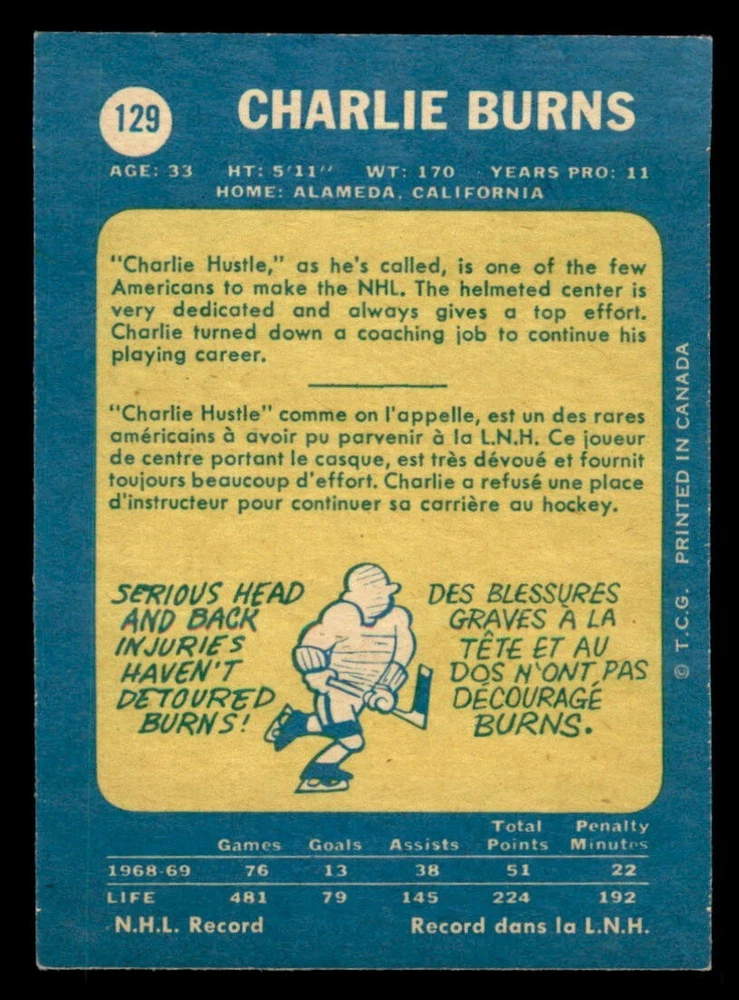 129
CHARLIE BURNS
AGE: 33 HT: 5'11" WT: 170 YEARS PRO: 11
HOME: ALAMEDA, CALIFORNIA
"Charlie Hustle," as he's called, is one of the few
Americans to make the NHL. The helmeted center is
very dedicated and always gives a top effort.
Charlie turned down a coaching job to continue his
playing career.
"Charlie Hustle" comme on l'appelle, est un des rares
américains à avoir pu parvenir à la L.N.H. Ce joueur
de centre portant le casque, est très dévoué et fournit
toujours beaucoup d'effort. Charlie a refusé une place
d'instructeur pour continuer sa carrière au hockey.
SERIOUS HEAD
AND BACK
INJURIES
HAVEN'T
DETOURED
BURNS!
DES BLESSURES
GRAVES À LA
TÊTE ET AU
DOS N'ONT PAS
DÉCOURAGÉ
BURNS.
© T.C.G. PRINTED IN CANADA
Games Goals Assists Total Points Penalty Minutes
1968-69 76 13 38 51 22
LIFE 481 79 145 224 192
N.H.L. Record Record dans la L.N.H.